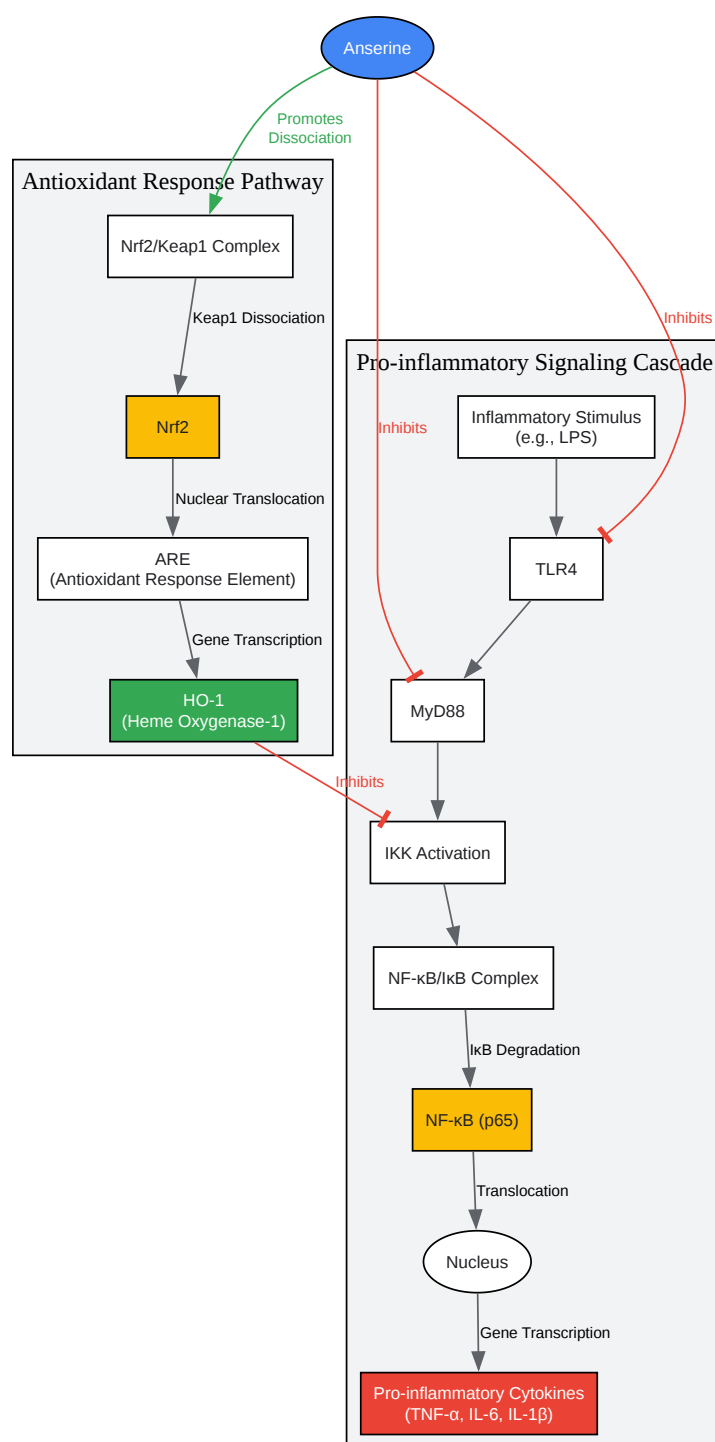 Anserine
Promotes
Dissociation
Antioxidant Response Pathway
Nrf2/Keap1 Complex
Keap1 Dissociation
Nrf2
Nuclear Translocation
ARE
(Antioxidant Response Element)
Gene Transcription
HO-1
(Heme Oxygenase-1)
Inhibits
Inhibits
Inhibits
Pro-inflammatory Signaling Cascade
Inflammatory Stimulus
(e.g., LPS)
TLR4
MyD88
IKK Activation
NF-κB/IκB Complex
IκB Degradation
NF-κB (p65)
Translocation
Nucleus
Gene Transcription
Pro-inflammatory Cytokines
(TNF-α, IL-6, IL-1β)